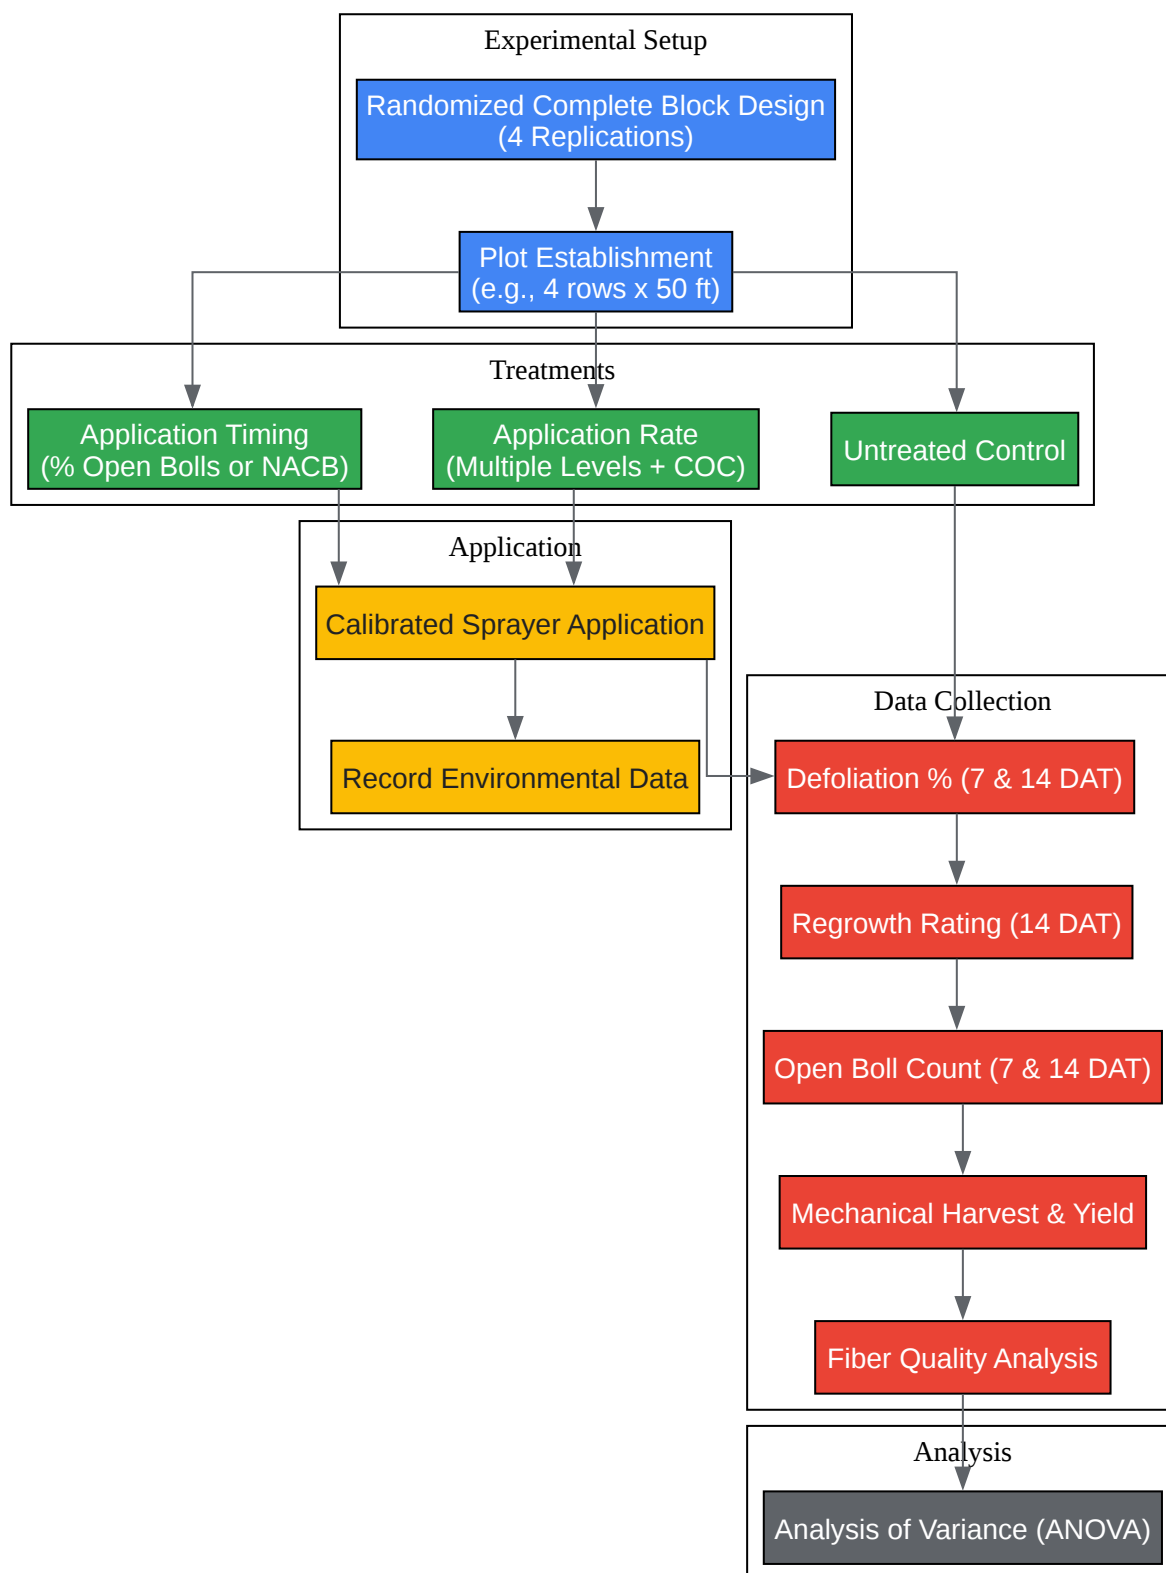 Experimental Setup
Randomized Complete Block Design
(4 Replications)
Plot Establishment
(e.g., 4 rows x 50 ft)
Treatments
Application Timing
(% Open Bolls or NACB)
Application Rate
(Multiple Levels + COC)
Untreated Control
Application
Calibrated Sprayer Application
Record Environmental Data
Data Collection
Defoliation % (7 & 14 DAT)
Regrowth Rating (14 DAT)
Open Boll Count (7 & 14 DAT)
Mechanical Harvest & Yield
Fiber Quality Analysis
Analysis
Analysis of Variance (ANOVA)